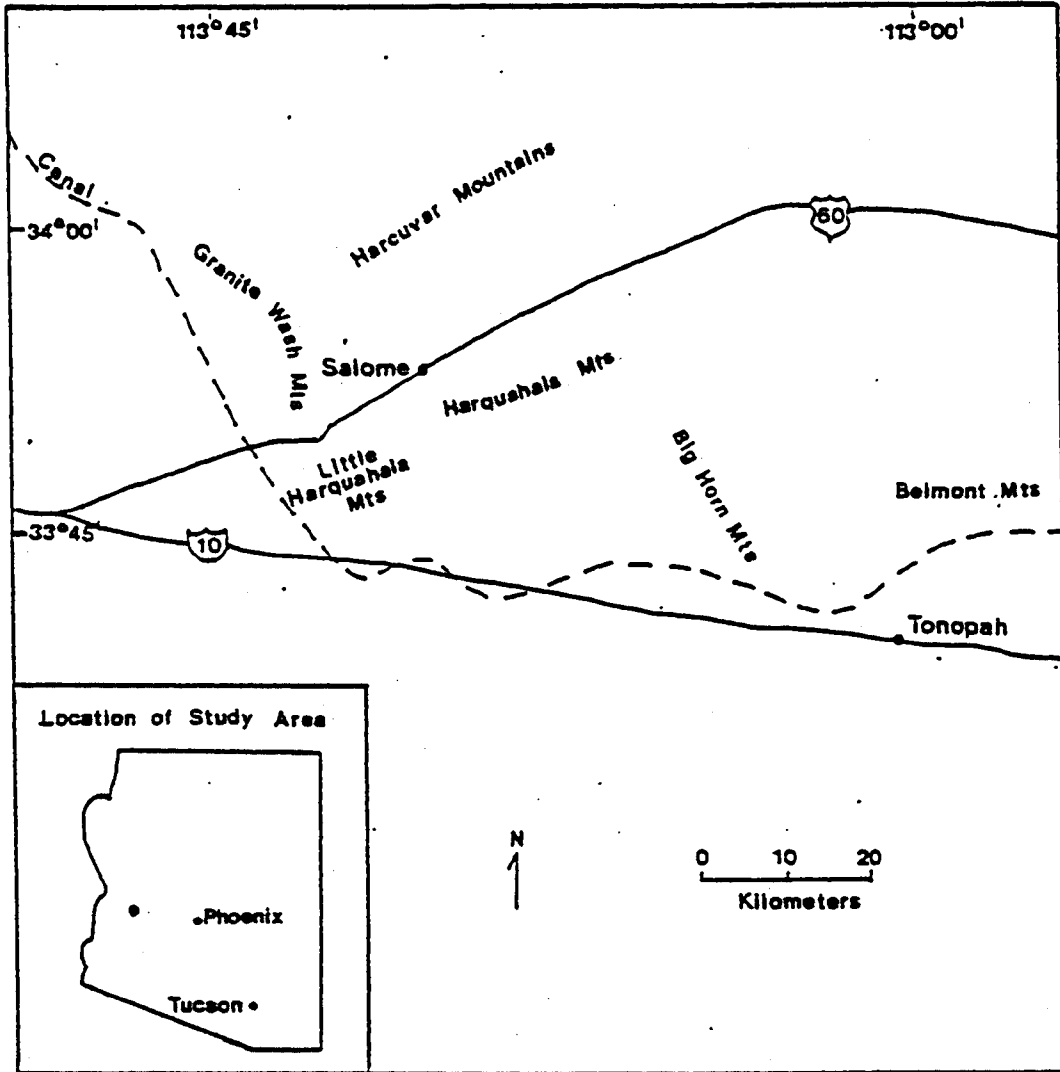 113°45'
113°00'
Canal
34°00'
Harcuvar Mountains
60
Granite Wash Mts
Salome
Harquahala Mts
Little
Harquahala
Mts
Big Horn Mts
Belmont Mts
33°45'
10
Tonopah
Location of Study Area
Phoenix
Tucson
N
0 10 20
Kilometers